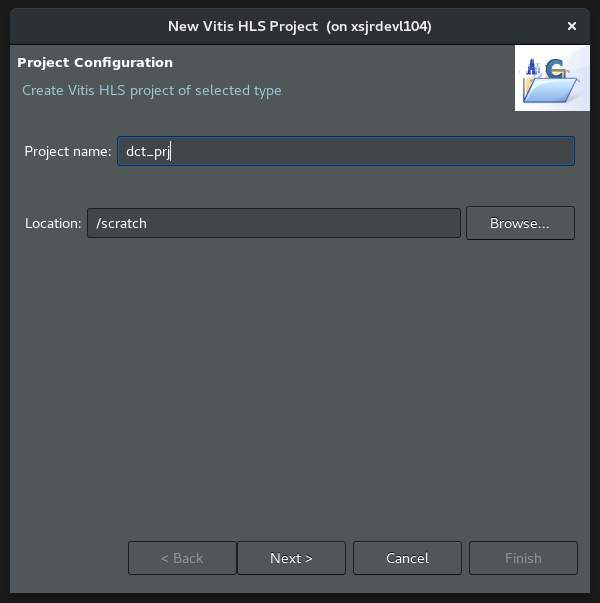 New Vitis HLS Project (on xsjrdevl104)
Project Configuration
Create Vitis HLS project of selected type
Project name: dct_prj
Location: /scratch Browse...
< Back Next > Cancel Finish